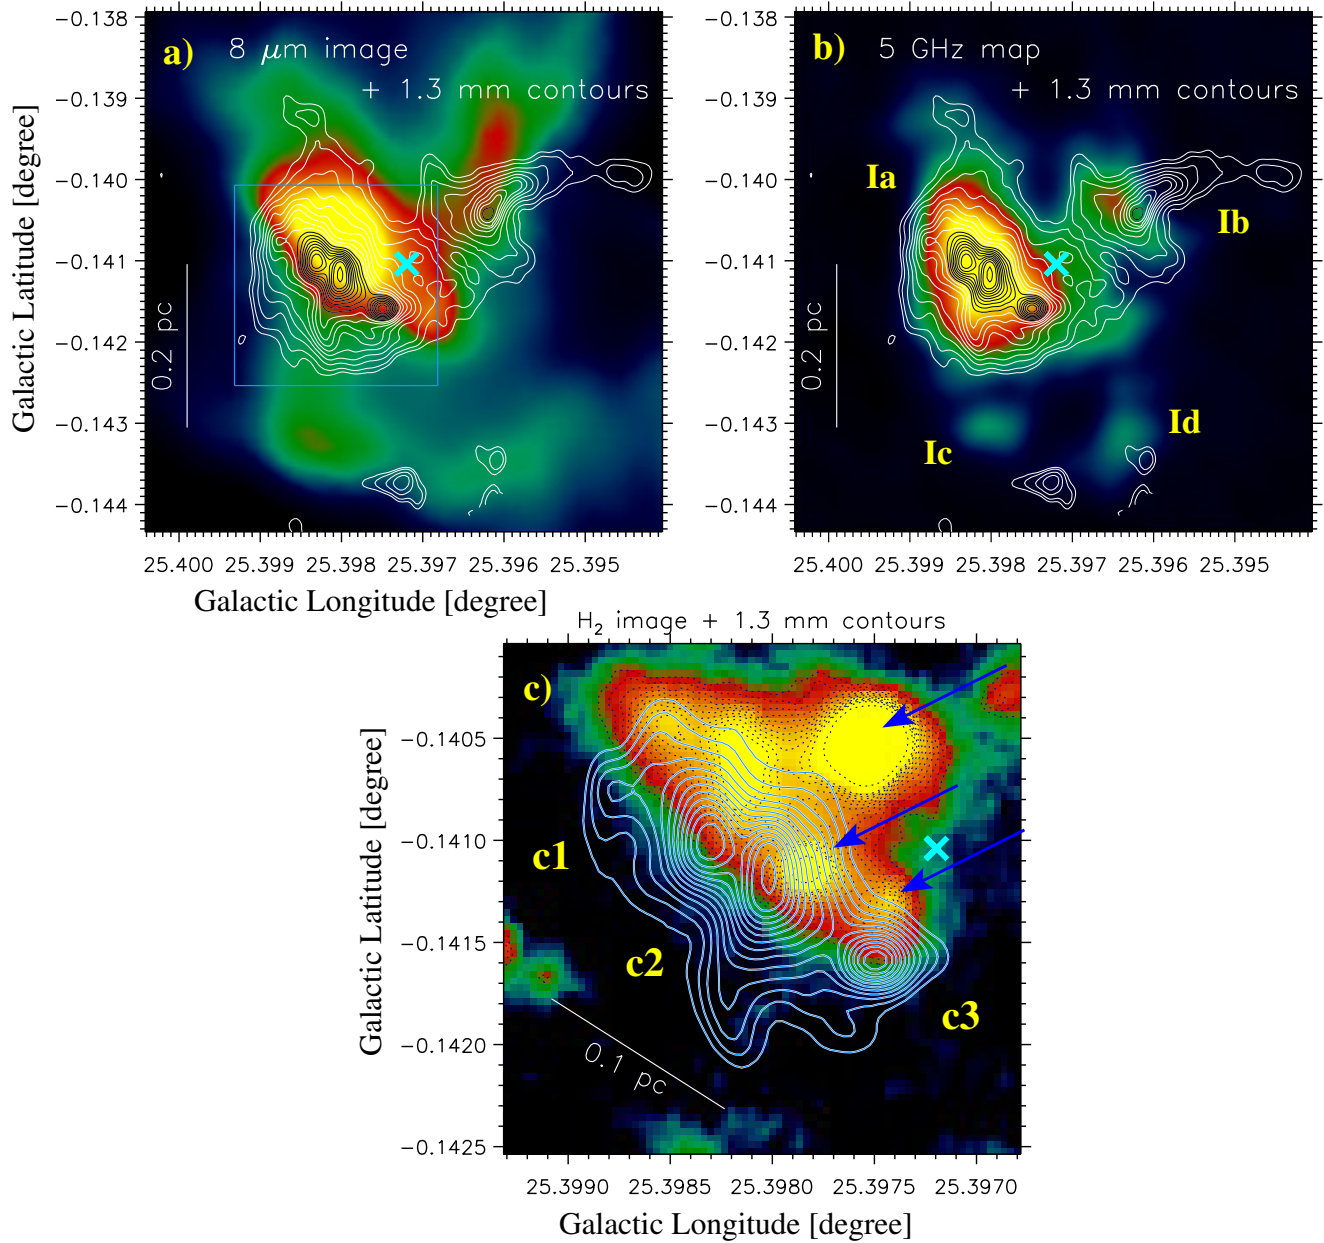 a) 8 μm image
+ 1.3 mm contours
b) 5 GHz map
+ 1.3 mm contours
Galactic Latitude [degree]
−0.138
−0.139
−0.140
−0.141
−0.142
−0.143
−0.144
0.2 pc
25.400 25.399 25.398 25.397 25.396 25.395
Galactic Longitude [degree]
−0.138
−0.139
−0.140
−0.141
−0.142
−0.143
−0.144
0.2 pc
Ia
Ib
Ic
Id
25.400 25.399 25.398 25.397 25.396 25.395
H₂ image + 1.3 mm contours
c)
Galactic Latitude [degree]
−0.1405
−0.1410
−0.1415
−0.1420
−0.1425
c1
c2
c3
0.1 pc
25.3990 25.3985 25.3980 25.3975 25.3970
Galactic Longitude [degree]